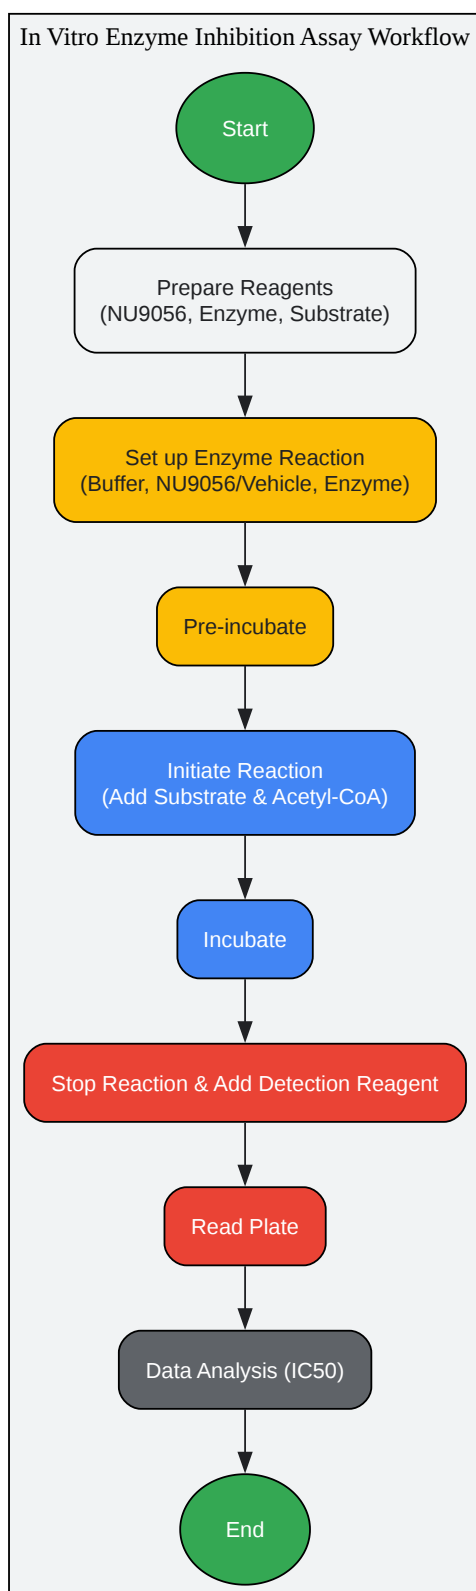 In Vitro Enzyme Inhibition Assay Workflow
Start
Prepare Reagents
(NU9056, Enzyme, Substrate)
Set up Enzyme Reaction
(Buffer, NU9056/Vehicle, Enzyme)
Pre-incubate
Initiate Reaction
(Add Substrate & Acetyl-CoA)
Incubate
Stop Reaction & Add Detection Reagent
Read Plate
Data Analysis (IC50)
End